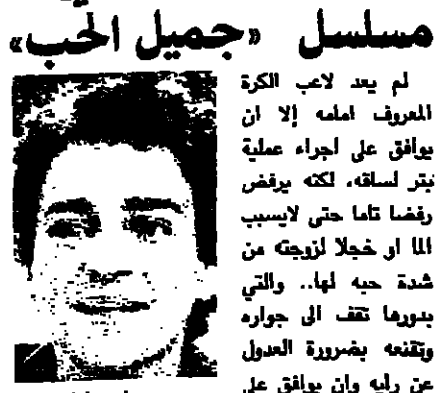 مسلسل «جميل الحب»
لم يعد لاعب الكرة
المعروف امامه إلا ان
يوافق على اجراء عملية
بتر لساقه، لكنه يرفض
رفضا تاما حتى لايسبب
الما او خجلا لزوجته من
شدة حبه لها.. والتي
بدورها تقف الى جواره
وتقنعه بضرورة العدول
عن رايه وان يوافق على